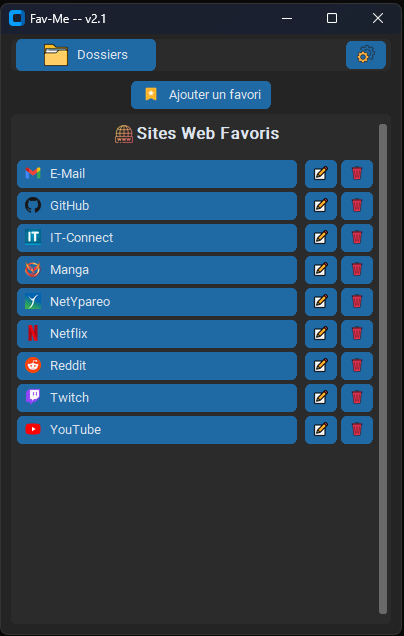 Fav-Me -- v2.1
Dossiers
Ajouter un favori
Sites Web Favoris
E-Mail
GitHub
IT-Connect
Manga
NetYpareo
Netflix
Reddit
Twitch
YouTube